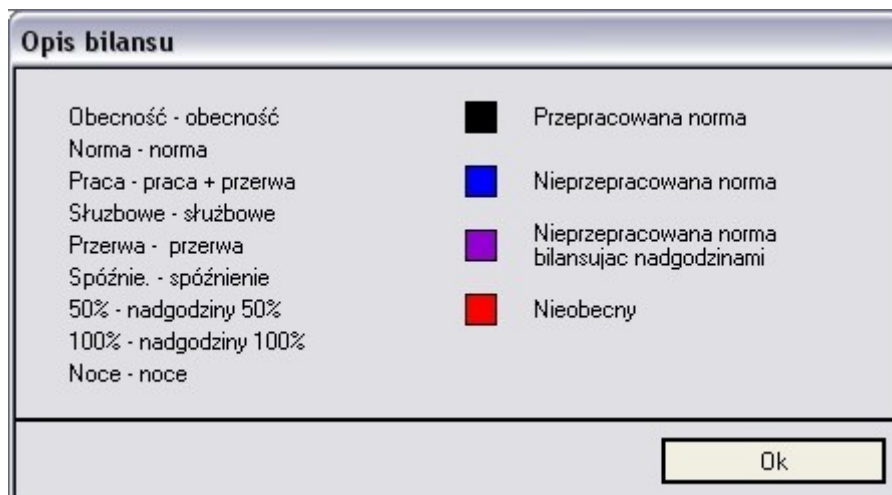 Opis bilansu
Obecność - obecność
Norma - norma
Praca - praca + przerwa
Słuzbowe - służbowe
Przerwa -  przerwa
Spóźnie. - spóźnienie
50% - nadgodziny 50%
100% - nadgodziny 100%
Noce - noce
Przepracowana norma
Nieprzepracowana norma
Nieprzepracowana norma
bilansujac nadgodzinami
Nieobecny
Ok